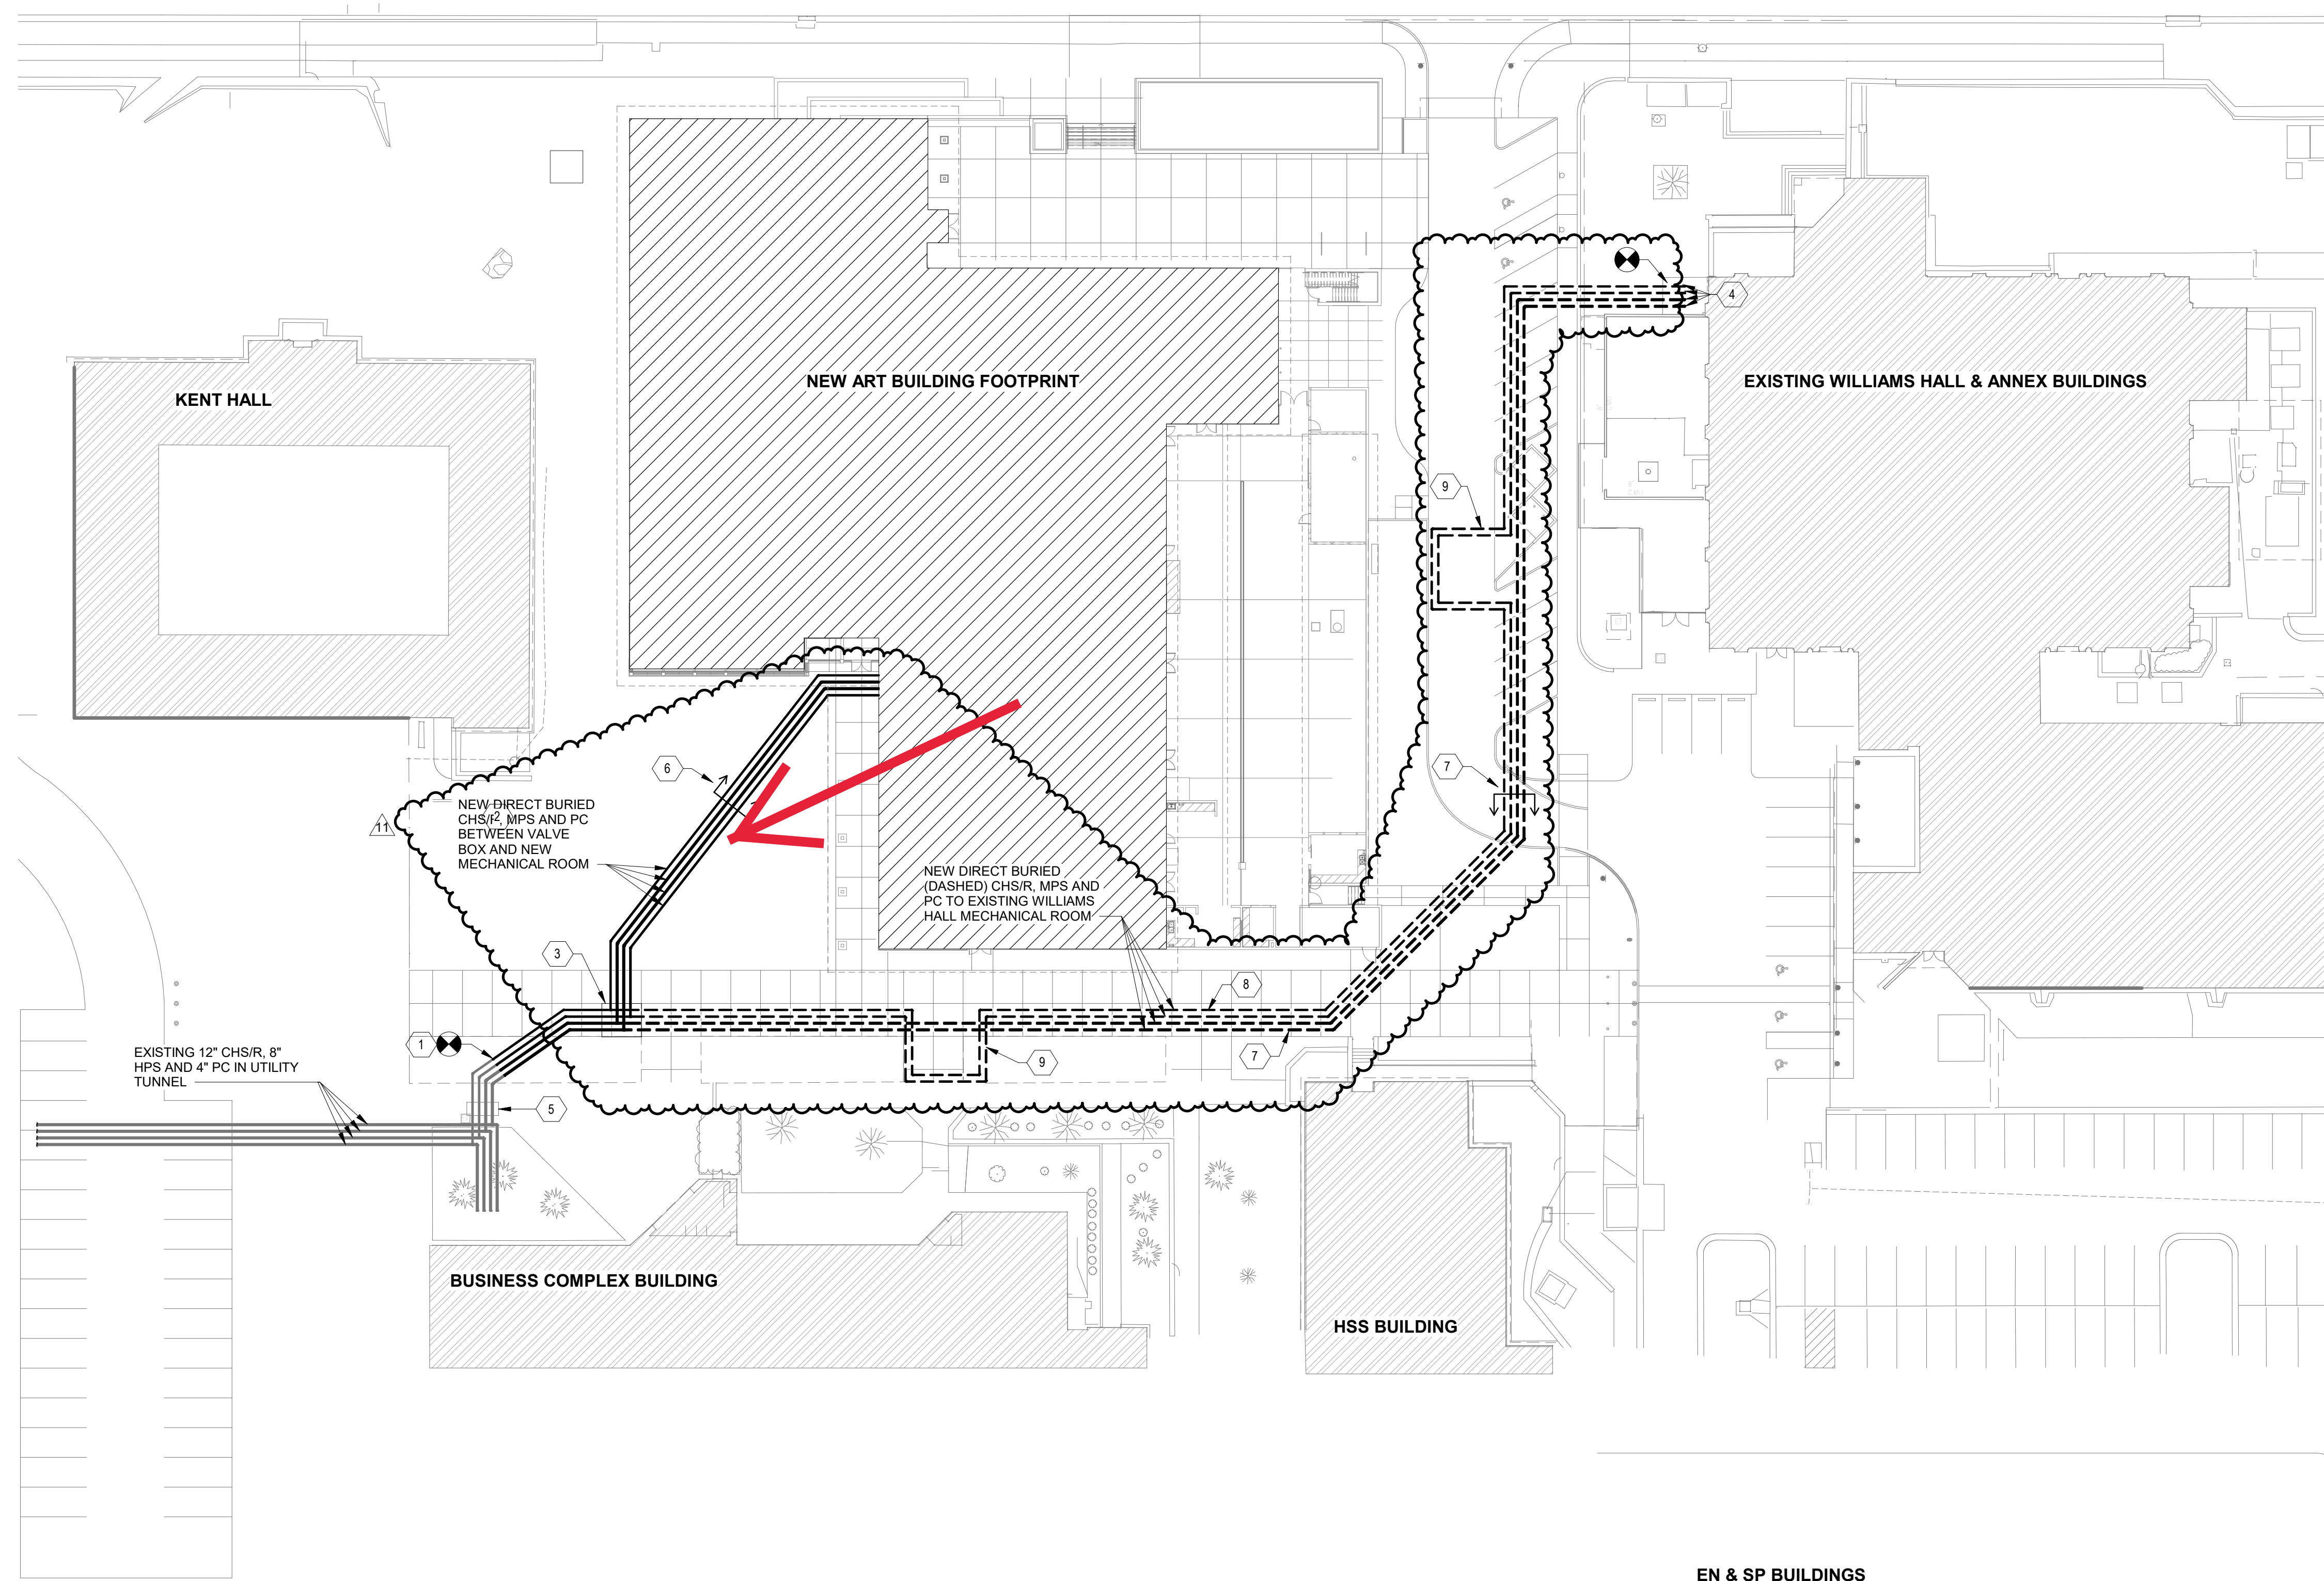 KENT HALL
NEW ART BUILDING FOOTPRINT
EXISTING WILLIAMS HALL & ANNEX BUILDINGS
4
9
6
7
11
NEW DIRECT BURIED
2
MPS AND PC
BETWEEN VALVE
BOX AND NEW
MECHANICAL ROOM
NEW DIRECT BURIED
(DASHED) CHS/R, MPS AND
PC TO EXISTING WILLIAMS
HALL MECHANICAL ROOM
3
8
1
7
9
EXISTING 12" CHS/R, 8"
HPS AND 4" PC IN UTILITY
TUNNEL
5
BUSINESS COMPLEX BUILDING
HSS BUILDING
EN & SP BUILDINGS